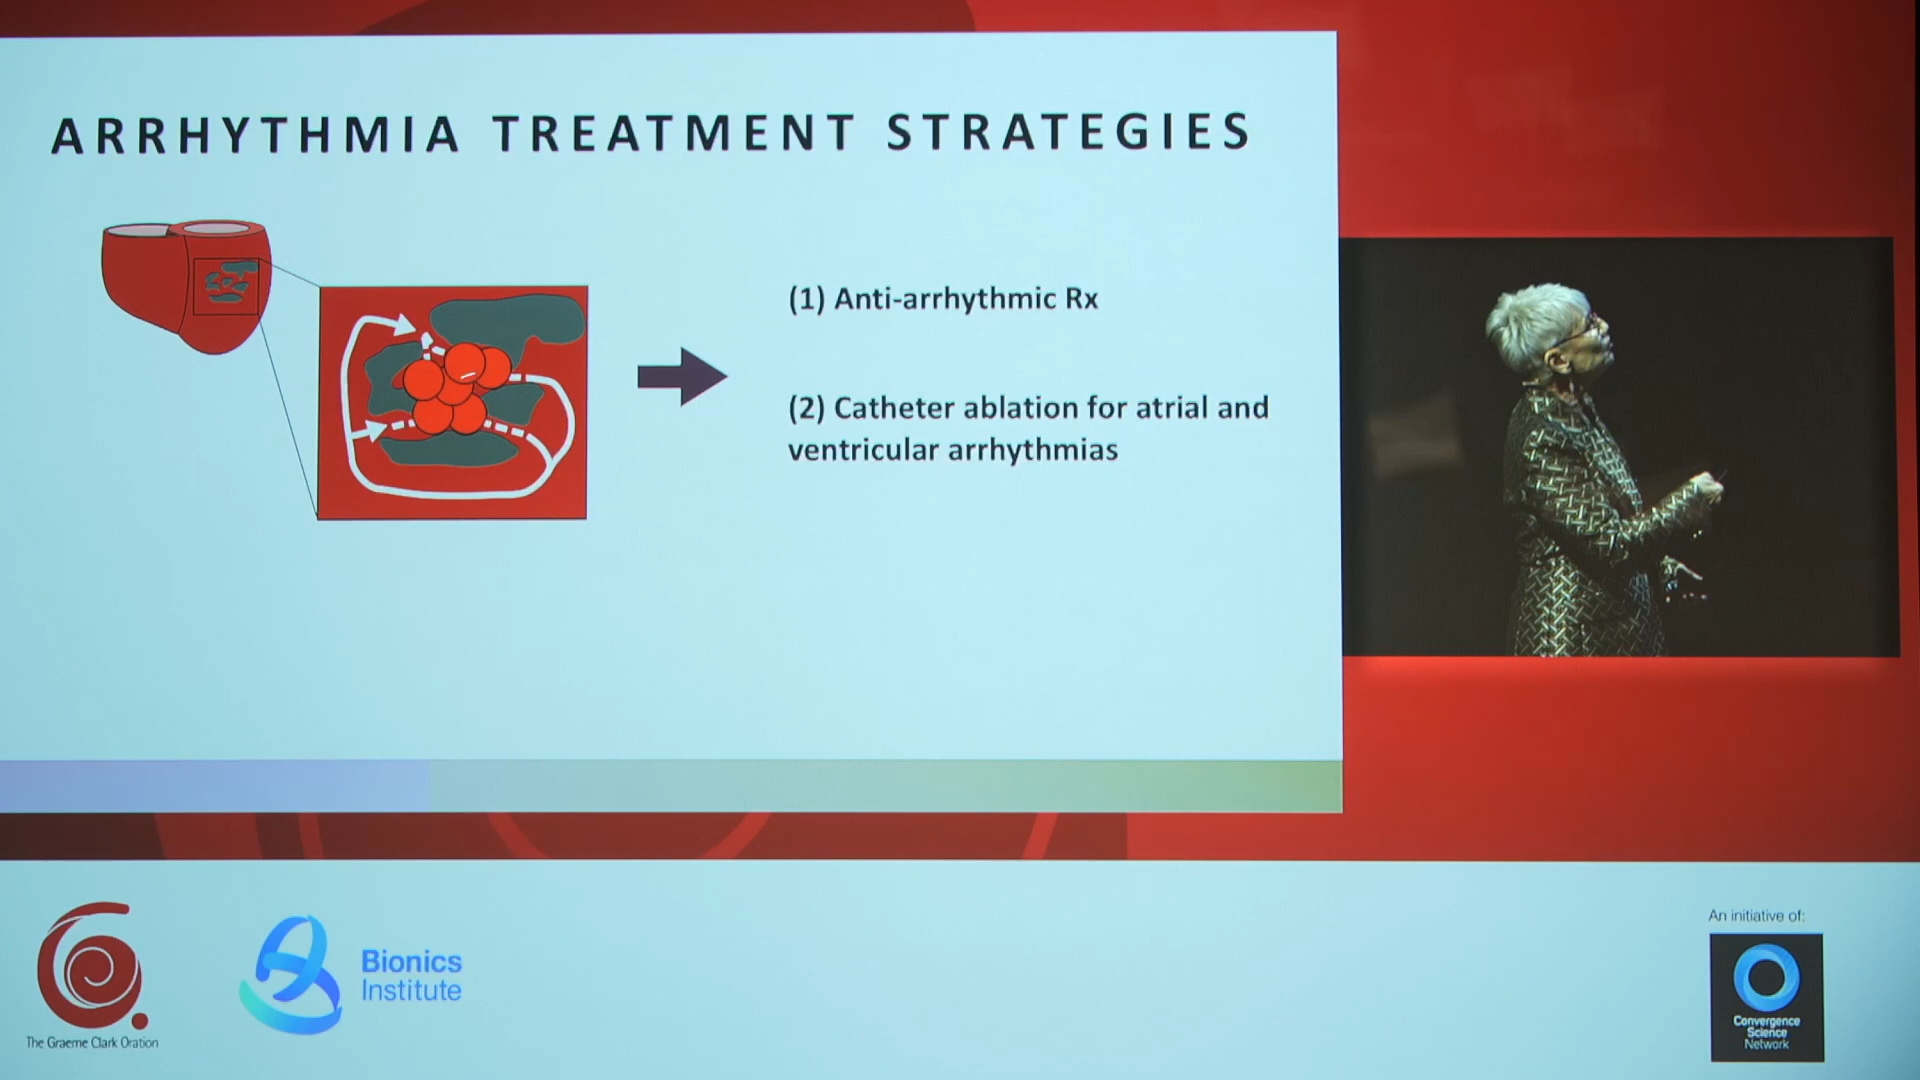 ARRHYTHMIA TREATMENT STRATEGIES
(1) Anti-arrhythmic Rx
(2) Catheter ablation for atrial and
ventricular arrhythmias
The Graeme Clark Oration
Bionics
Institute
An initiative of:
Convergence
Science
Network